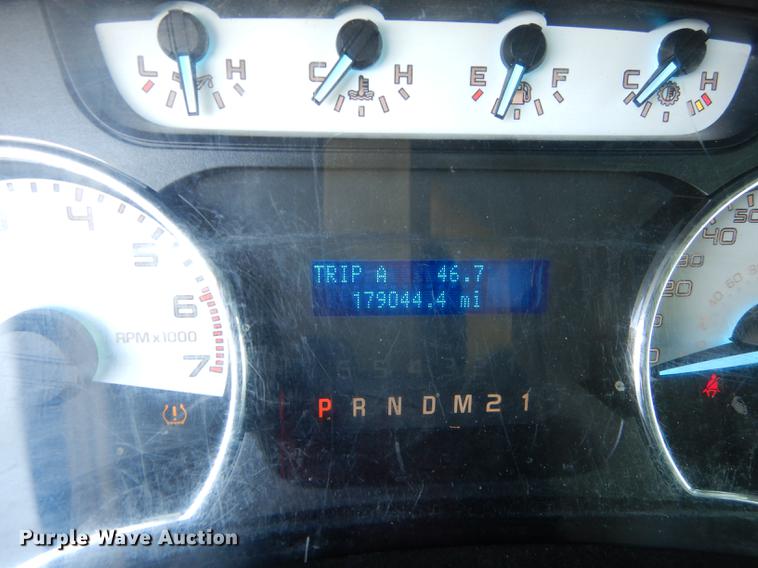 L H C H E F C H
4
5
6
7
RPM x1000
TRIP A 46.7
179044.4 mi
P R N D M 2 1
50
40
20
Purple Wave Auction